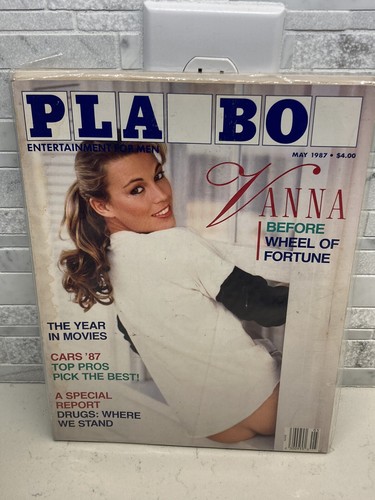 PLA BO
ENTERTAINMENT FOR MEN
MAY 1987 • $4.00
VANNA
BEFORE
WHEEL OF
FORTUNE
THE YEAR
IN MOVIES
CARS '87
TOP PROS
PICK THE BEST!
A SPECIAL
REPORT
DRUGS: WHERE
WE STAND